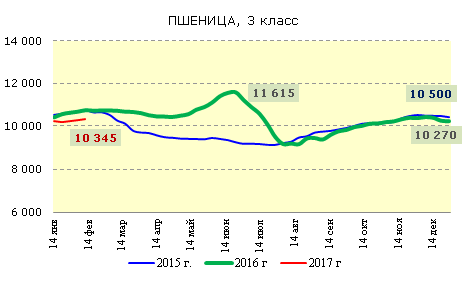 ПШЕНИЦА, 3 класс
14 000
12 000
10 000
8 000
6 000
11 615
10 500
10 345
10 270
14 янв
14 фев
14 мар
14 апр
14 май
14 июн
14 июл
14 авг
14 сен
14 окт
14 ноя
14 дек
2015 г.
2016 г
2017 г